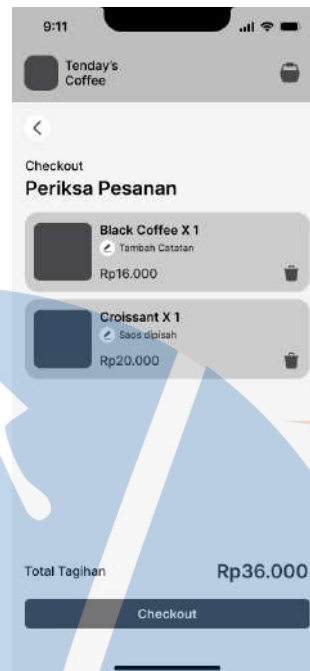 9:11
Tenday's
Coffee
Checkout
Periksa Pesanan
Black Coffee X 1
Tambah Catatan
Rp16.000
Croissant X 1
Saos dipisah
Rp20.000
Total Tagihan
Rp36.000
Checkout